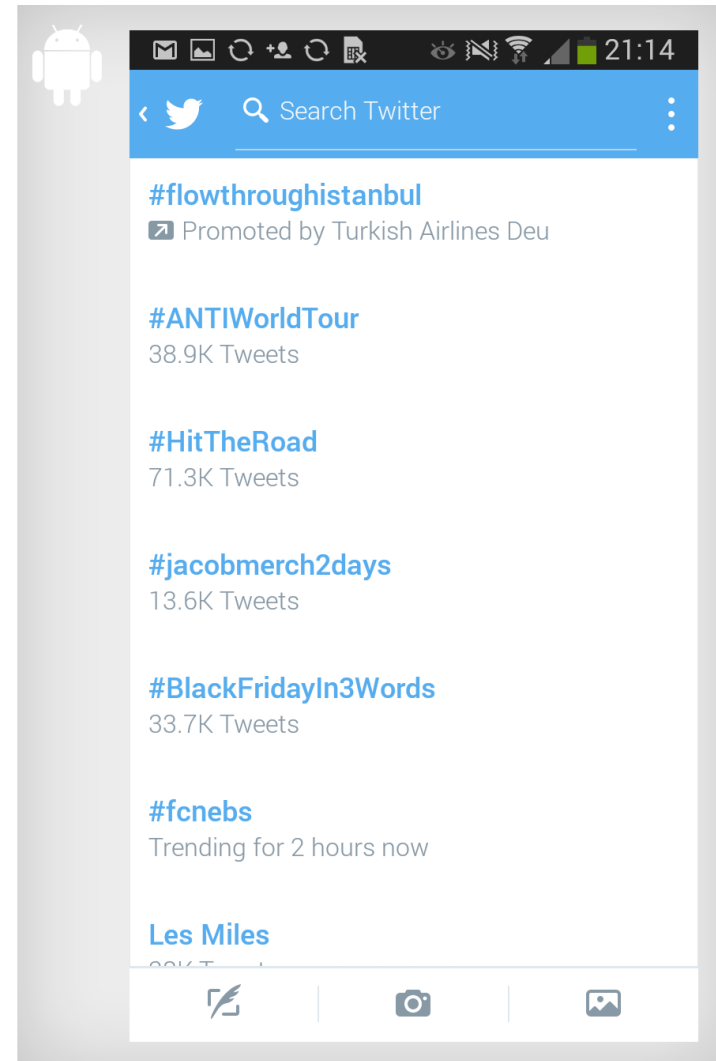 21:14
Search Twitter
#flowthroughistanbul
Promoted by Turkish Airlines Deu
#ANTIWorldTour
38.9K Tweets
#HitTheRoad
71.3K Tweets
#jacobmerch2days
13.6K Tweets
#BlackFridayIn3Words
33.7K Tweets
#fcnebs
Trending for 2 hours now
Les Miles